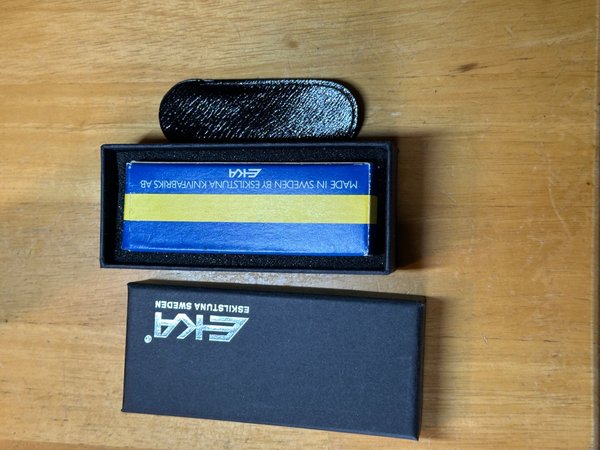 EKA
MADE IN SWEDEN BY ESKILSTUNA KNIVFABRIKS AB
EKA®
ESKILSTUNA SWEDEN